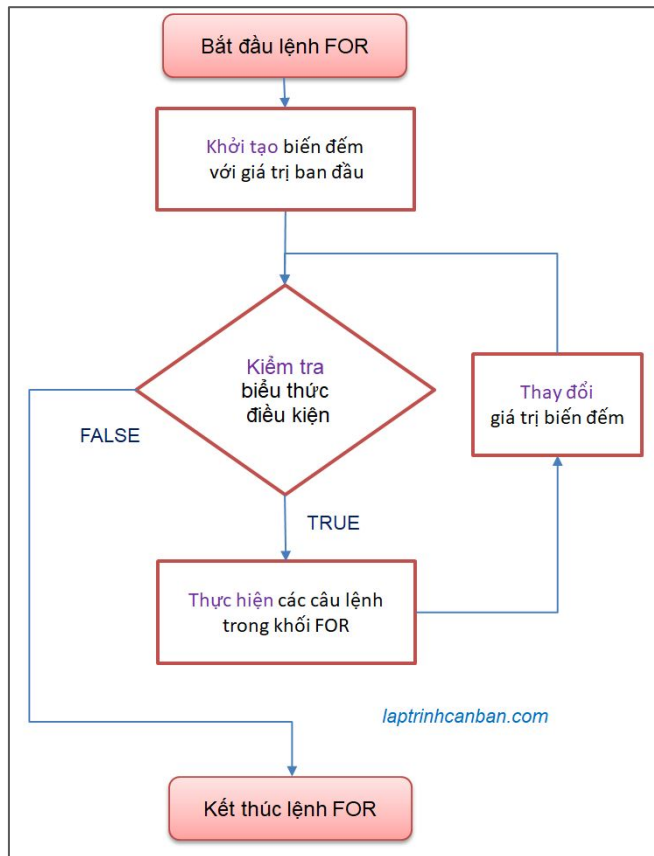 Bắt đầu lệnh FOR
Khởi tạo biến đếm
với giá trị ban đầu
Kiểm tra
biểu thức
điều kiện
Thay đổi
giá trị biến đếm
FALSE
TRUE
Thực hiện các câu lệnh
trong khối FOR
laptrinhcanban.com
Kết thúc lệnh FOR